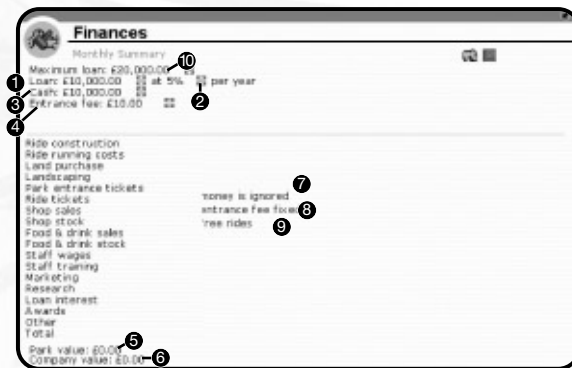 Finances
Monthly Summary
10
Maximum loan: £20,000.00
1 Loan: £10,000.00 at 5% per year
2
3 Cash: £10,000.00
4 Entrance fee: £10.00
Ride construction
Ride running costs
Land purchase
Landscaping
Park entrance tickets
7
Ride tickets money is ignored
Shop sales entrance fee fixed 8
Shop stock free rides 9
Food & drink sales
Food & drink stock
Staff wages
Staff training
Marketing
Research
Loan interest
Awards
Other
Total
5
Park value: £0.00
Company value: £0.00 6